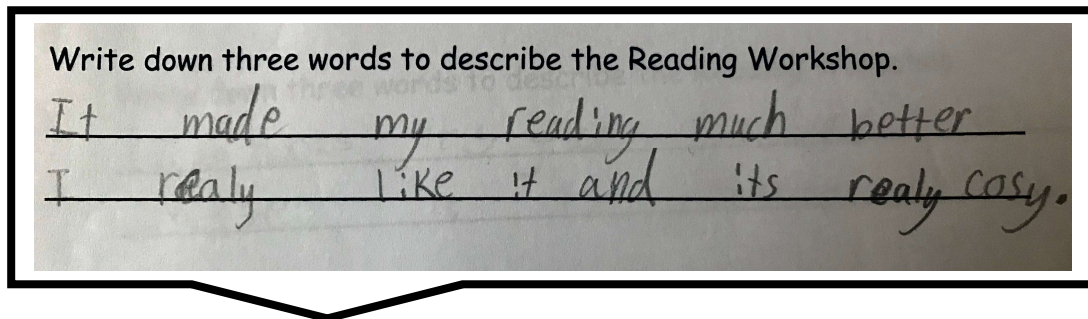 Write down three words to describe the Reading Workshop.
It made my reading much better
I realy like it and its realy cosy.